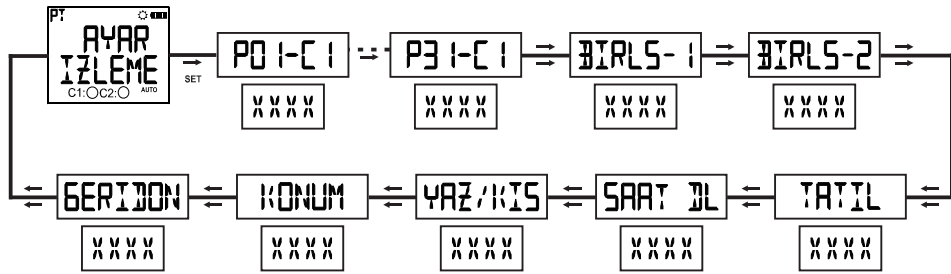 PT
AYAR
IZLEME
C1:○C2:○ AUTO
SET
P01-C1
XXXX
P31-C1
XXXX
BIRLS-1
XXXX
BIRLS-2
XXXX
GERIDON
XXXX
KONUM
XXXX
YAZ/KIS
XXXX
SAAT DL
XXXX
TATIL
XXXX